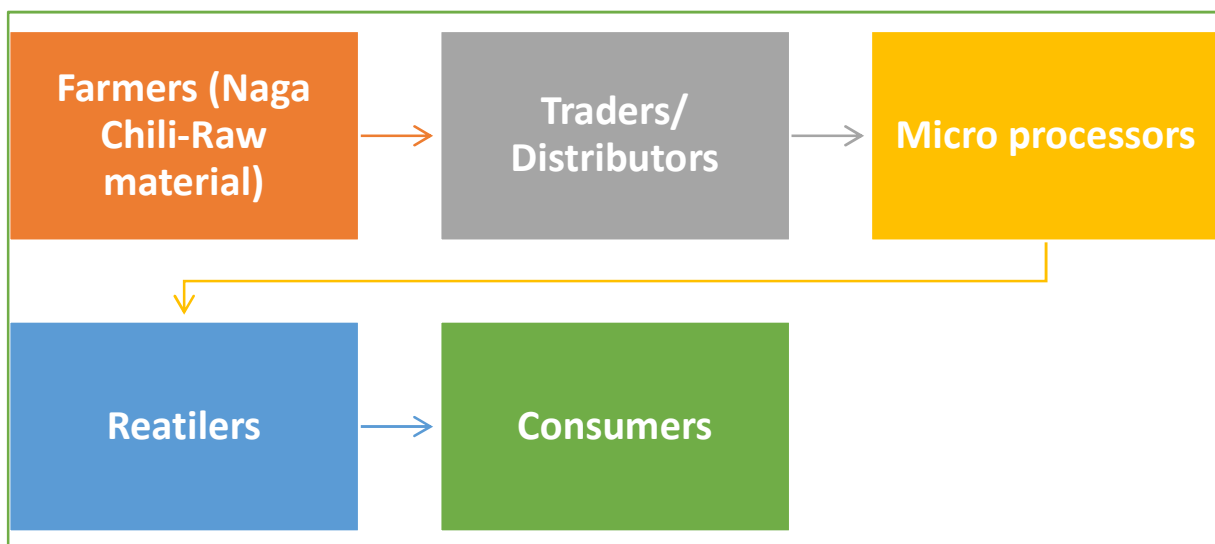 Farmers (Naga
Chili-Raw
material)
Traders/
Distributors
Micro processors
Reatilers
Consumers